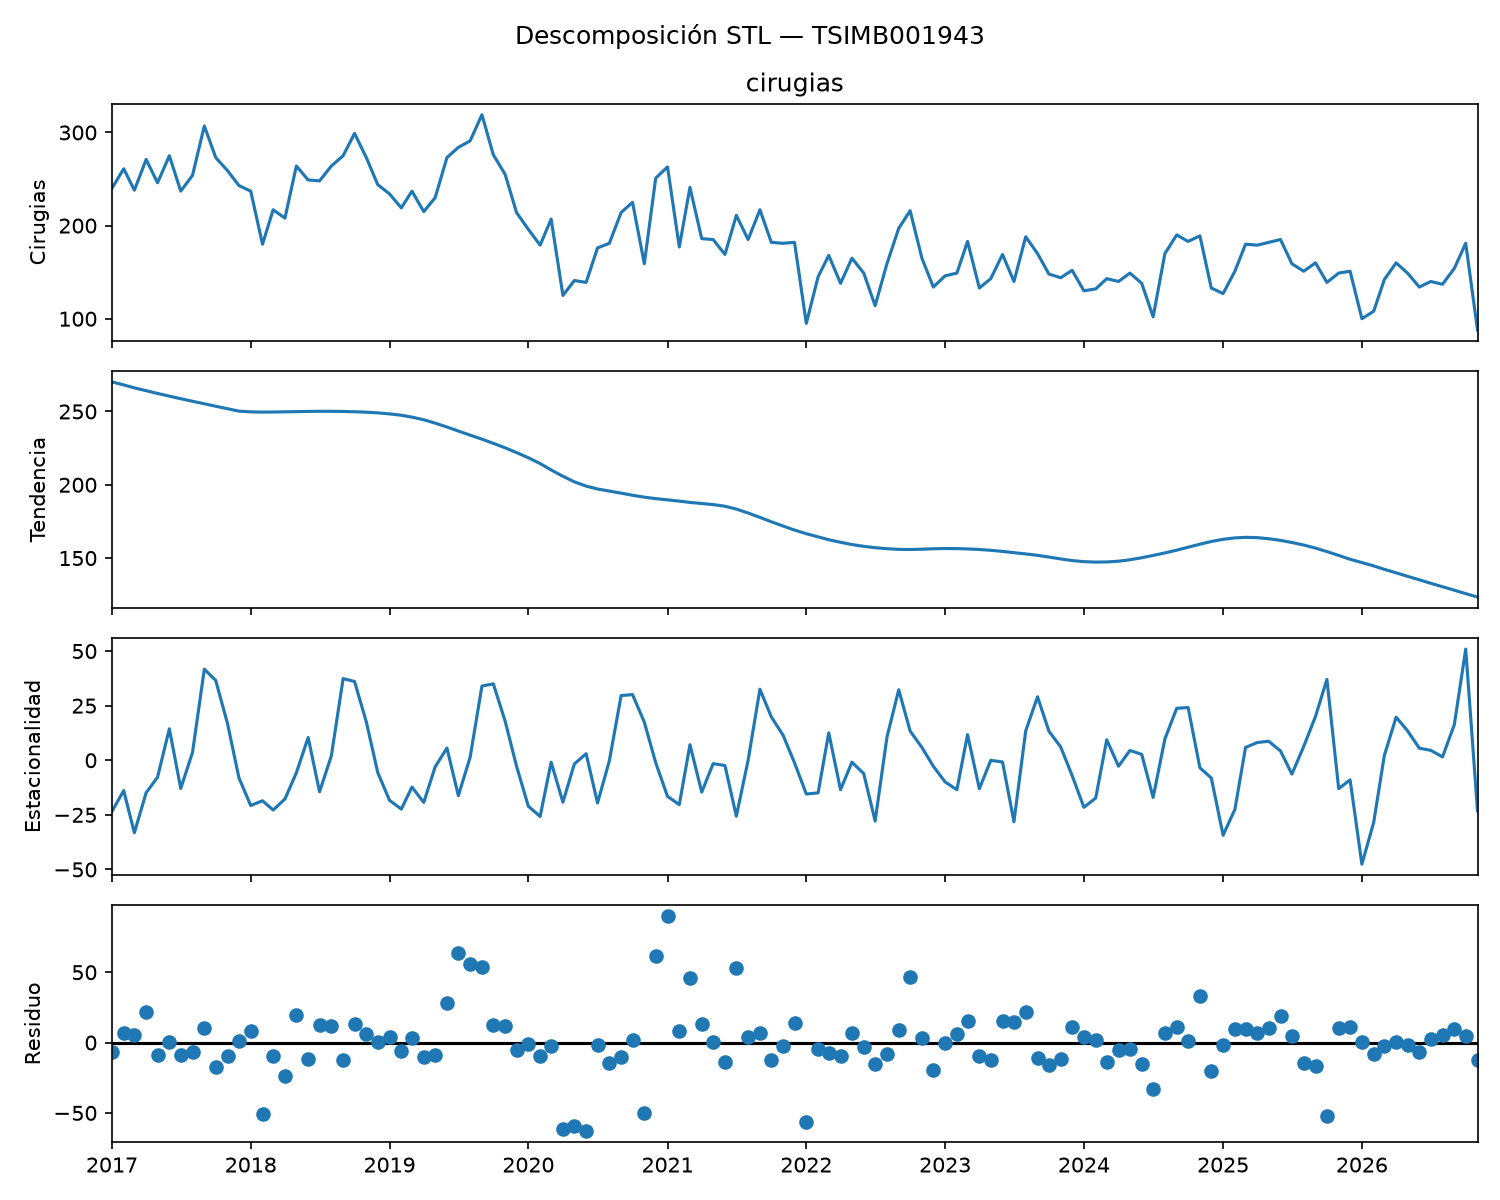 Descomposición STL — TSIMB001943
cirugias
Cirugias
300
200
100
Tendencia
250
200
150
Estacionalidad
50
25
0
−25
−50
Residuo
50
0
−50
2017 2018 2019 2020 2021 2022 2023 2024 2025 2026